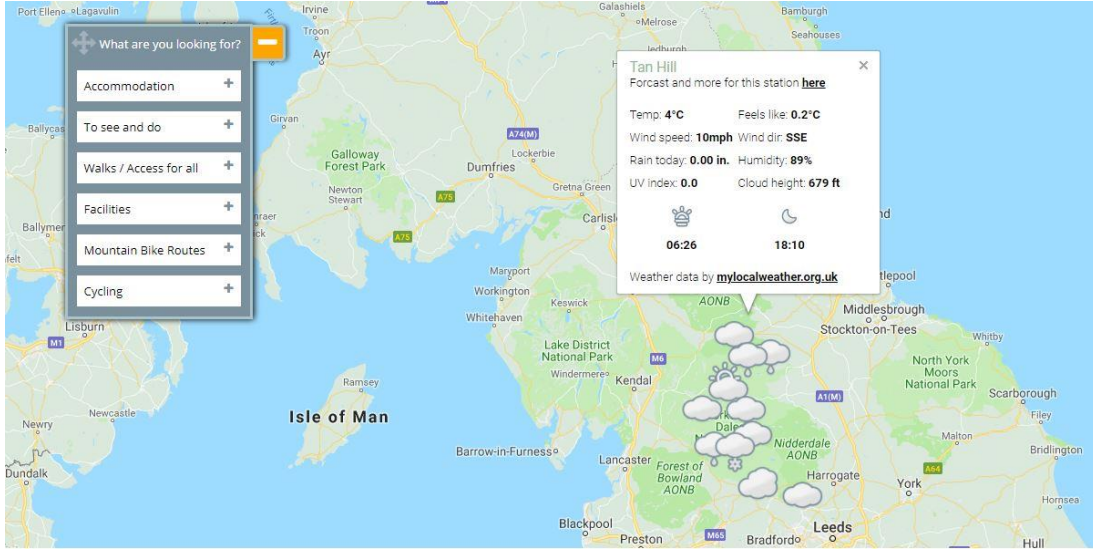 Port Ellen
Lagavulin
Irvine
Troon
Ayr
Girvan
Galashiels
Melrose
Bamburgh
Seahouses
Jedburgh
What are you looking for?
Accommodation +
To see and do +
Walks / Access for all +
Facilities +
Mountain Bike Routes +
Cycling +
Tan Hill ×
Forcast and more for this station here
Temp: 4°C Feels like: 0.2°C
Wind speed: 10mph Wind dir: SSE
Rain today: 0.00 in. Humidity: 89%
UV index: 0.0 Cloud height: 679 ft
06:26 18:10
Weather data by mylocalweather.org.uk
A74(M)
Lockerbie
Galloway
Forest Park
Dumfries
Newton
Stewart
A75
Gretna Green
A75
Maryport
Workington
Keswick
Whitehaven
AONB
Middlesbrough
Stockton-on-Tees
Whitby
Lisburn
M1
Lake District
National Park
Windermere
M6
Kendal
North York
Moors
National Park
Scarborough
Ramsey
A1(M)
Isle of Man
Newcastle
Newry
Filey
Malton
Nidderdale
AONB
Barrow-in-Furness
Lancaster
Forest of
Bowland
AONB
Bridlington
Dundalk
A64
Harrogate
York
Hornsea
Blackpool
Preston
M65
Bradford
Leeds
Hull